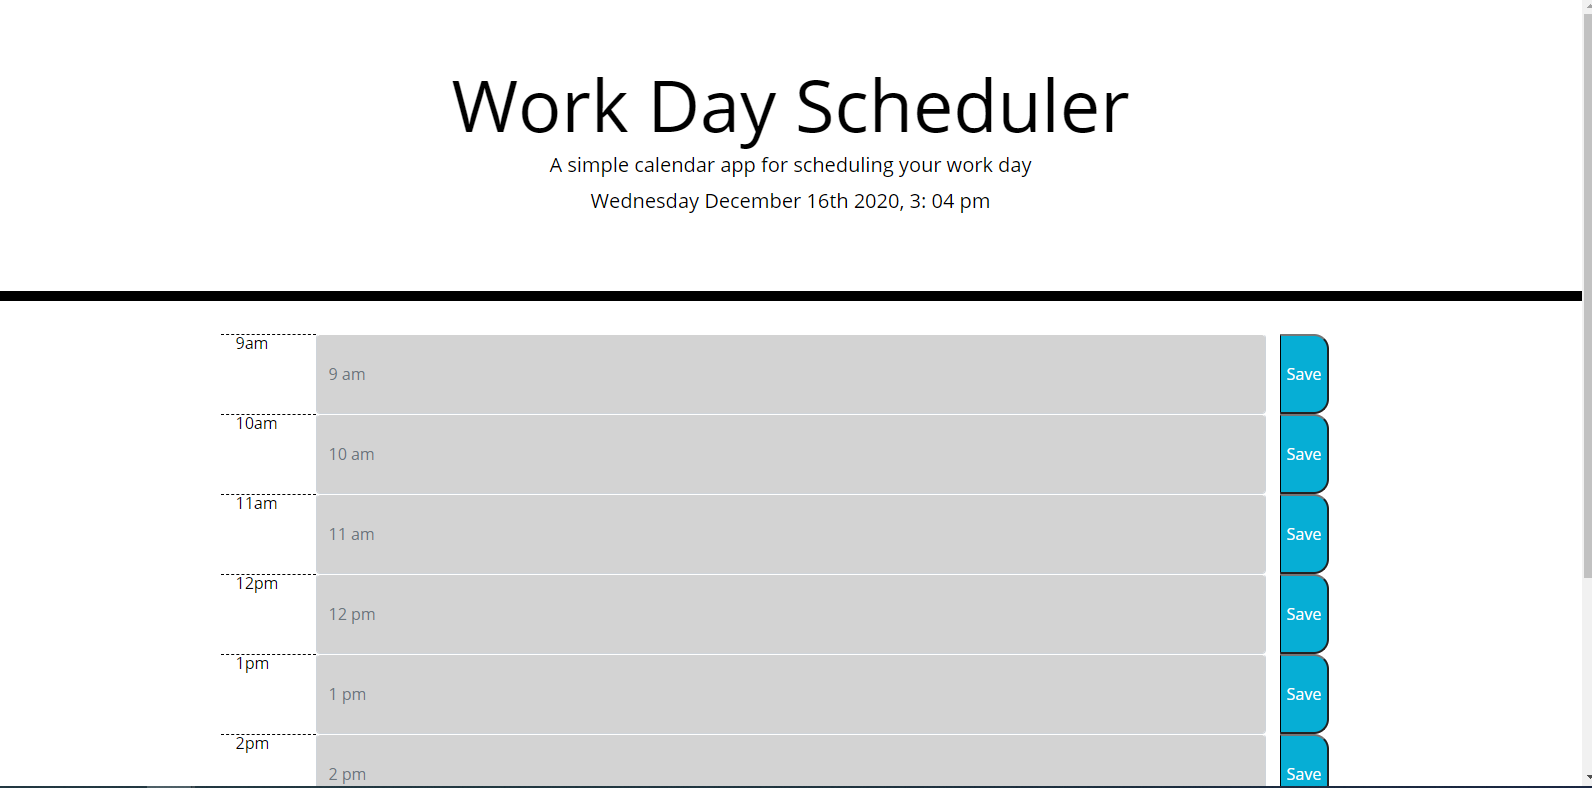 Work Day Scheduler
A simple calendar app for scheduling your work day
Wednesday December 16th 2020, 3: 04 pm
9am
9 am
Save
10am
10 am
Save
11am
11 am
Save
12pm
12 pm
Save
1pm
1 pm
Save
2pm
2 pm
Save